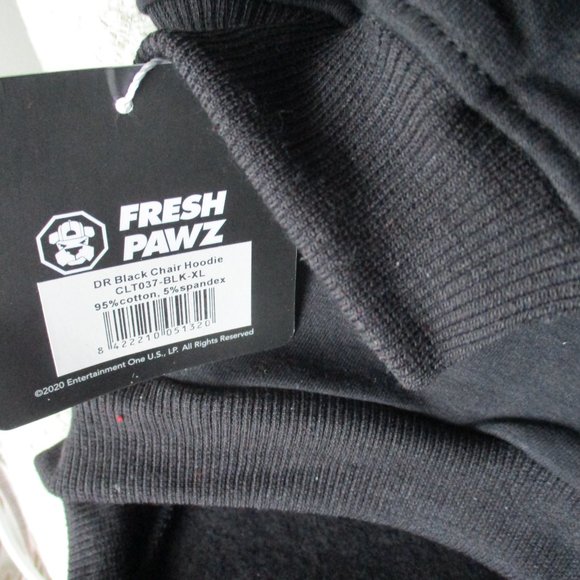 FRESH
PAWZ
DR Black Chair Hoodie
CLT037-BLK-XL
95%cotton, 5%spandex
8 422210 051320
©2020 Entertainment One U.S., LP. All Rights Reserved